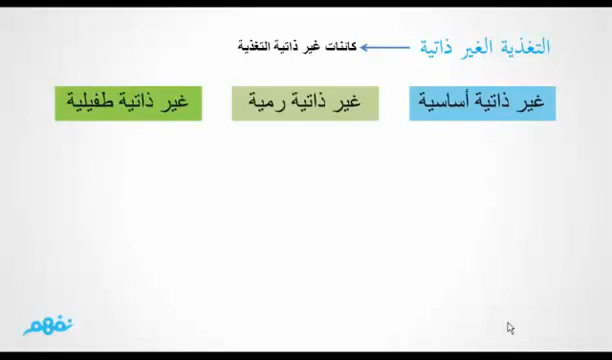 التغذية الغير ذاتية
كائنات غير ذاتية التغذية
غير ذاتية أساسية
غير ذاتية رمية
غير ذاتية طفيلية
نفهم